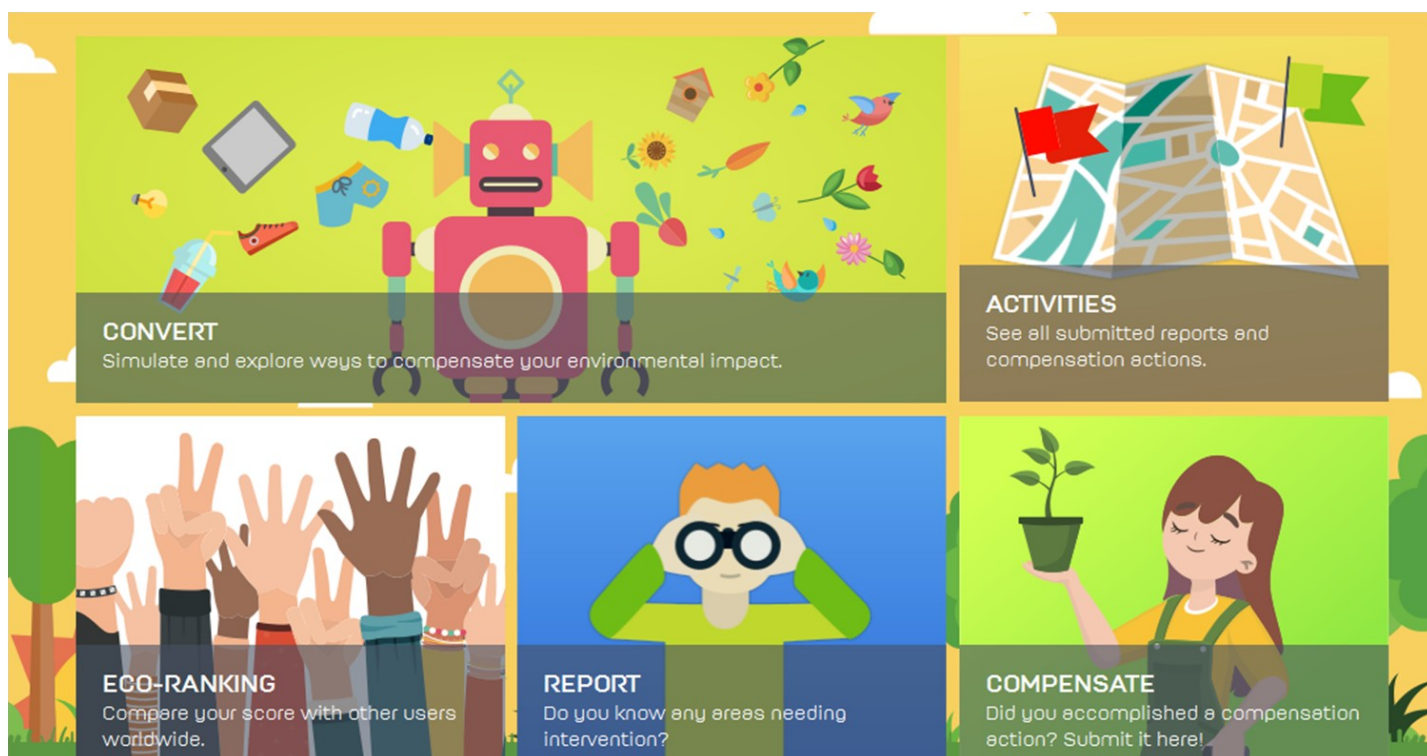 CONVERT
Simulate and explore ways to compensate your environmental impact.
ACTIVITIES
See all submitted reports and
compensation actions.
ECO-RANKING
Compare your score with other users
worldwide.
REPORT
Do you know any areas needing
intervention?
COMPENSATE
Did you accomplished a compensation
action? Submit it here!